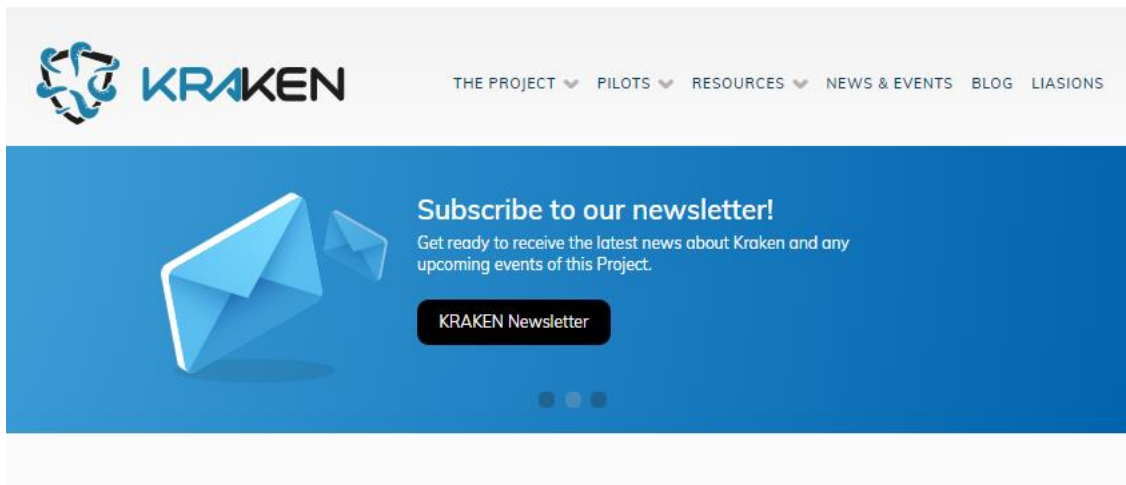 KRAKEN
THE PROJECT PILOTS RESOURCES NEWS & EVENTS BLOG LIASIONS
Subscribe to our newsletter!
Get ready to receive the latest news about Kraken and any
upcoming events of this Project.
KRAKEN Newsletter